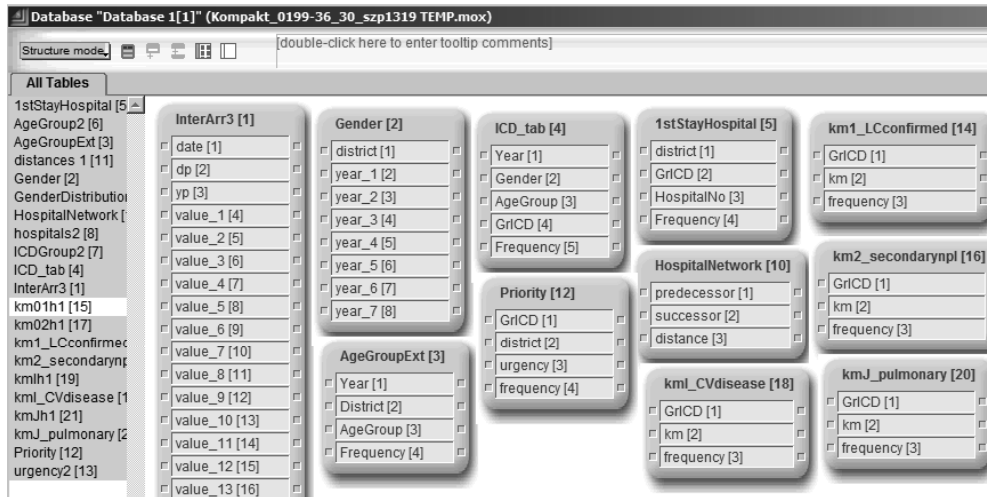 Database "Database 1[1]" (Kompakt_0199-36_30_szp1319 TEMP.mox)
Structure mode
[double-click here to enter tooltip comments]
All Tables
1stStayHospital [5
AgeGroup2 [6]
AgeGroupExt [3]
distances 1 [11]
Gender [2]
GenderDistribution
HospitalNetwork [
hospitals2 [8]
ICDGroup2 [7]
ICD_tab [4]
InterArr3 [1]
km01h1 [15]
km02h1 [17]
km1_LCconfirmed
km2_secondarynp
kmIh1 [19]
kmI_CVdisease [1
kmJh1 [21]
kmJ_pulmonary [2
Priority [12]
urgency2 [13]
InterArr3 [1]
date [1]
dp [2]
yp [3]
value_1 [4]
value_2 [5]
value_3 [6]
value_4 [7]
value_5 [8]
value_6 [9]
value_7 [10]
value_8 [11]
value_9 [12]
value_10 [13]
value_11 [14]
value_12 [15]
value_13 [16]
Gender [2]
district [1]
year_1 [2]
year_2 [3]
year_3 [4]
year_4 [5]
year_5 [6]
year_6 [7]
year_7 [8]
AgeGroupExt [3]
Year [1]
District [2]
AgeGroup [3]
Frequency [4]
ICD_tab [4]
Year [1]
Gender [2]
AgeGroup [3]
GrICD [4]
Frequency [5]
Priority [12]
GrICD [1]
district [2]
urgency [3]
frequency [4]
1stStayHospital [5]
district [1]
GrICD [2]
HospitalNo [3]
Frequency [4]
HospitalNetwork [10]
predecessor [1]
successor [2]
distance [3]
kmI_CVdisease [18]
GrICD [1]
km [2]
frequency [3]
km1_LCconfirmed [14]
GrICD [1]
km [2]
frequency [3]
km2_secondarynpl [16]
GrICD [1]
km [2]
frequency [3]
kmJ_pulmonary [20]
GrICD [1]
km [2]
frequency [3]